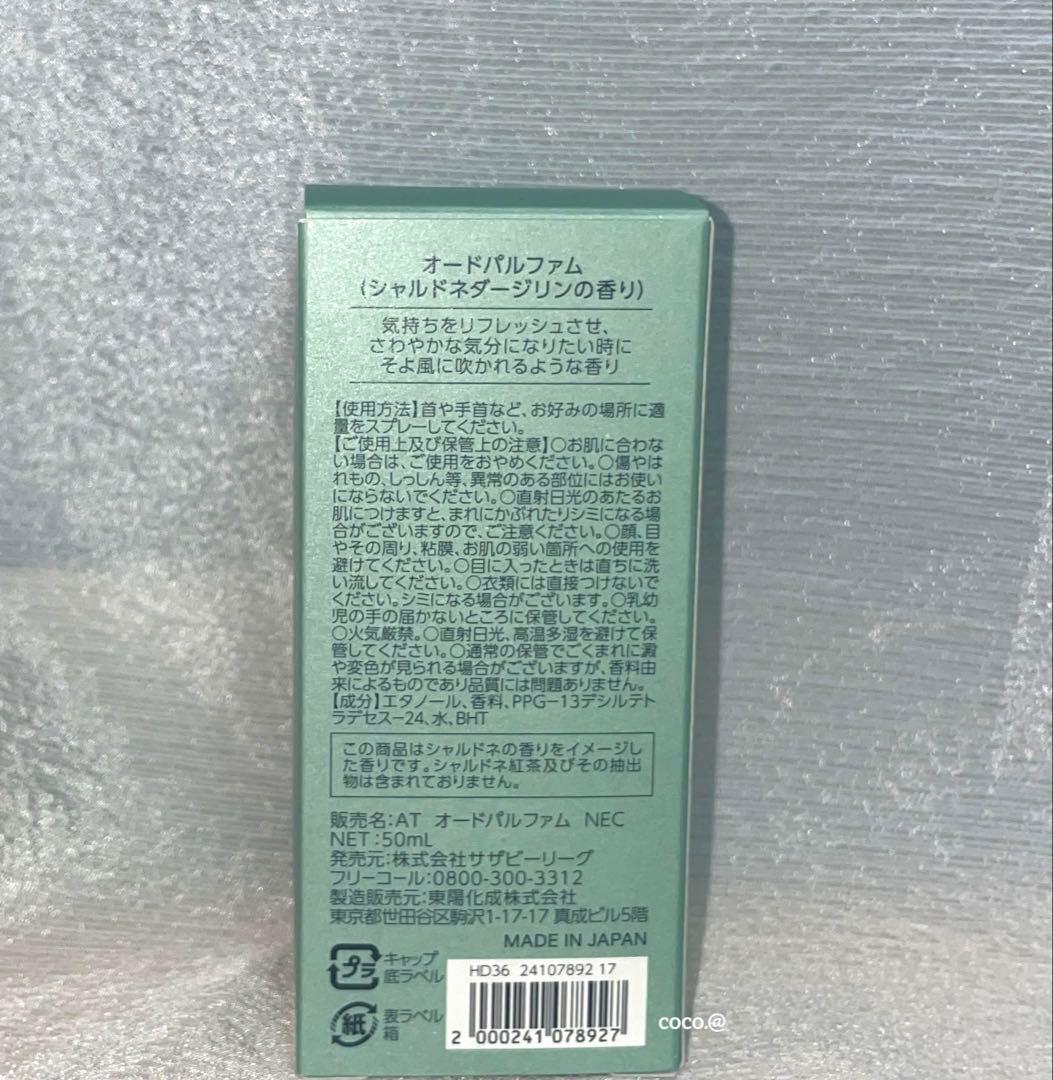 オードパルファム
(シャルドネダージリンの香り)
気持ちをリフレッシュさせ、
さわやかな気分になりたい時に
そよ風に吹かれるような香り
【使用方法】首や手首など、お好みの場所に適
量をスプレーしてください。
【ご使用上及び保管上の注意】○お肌に合わな
い場合は、ご使用をおやめください。○傷やは
れもの、しっしん等、異常のある部位にはお使い
にならないでください。○直射日光のあたるお
肌につけますと、まれにかぶれたりシミになる場
合がございますので、ご注意ください。○顔、目
やその周り、粘膜、お肌の弱い箇所への使用を
避けてください。○目に入ったときは直ちに洗
い流してください。○衣類には直接つけないで
ください。シミになる場合がございます。○乳幼
児の手の届かないところに保管してください。
○火気厳禁。○直射日光、高温多湿を避けて保
管してください。○通常の保管でごくまれに澱
や変色が見られる場合がございますが、香料由
来によるものであり品質には問題ありません。
【成分】エタノール、香料、PPG-13デシルテト
ラデセス-24、水、BHT
この商品はシャルドネの香りをイメージし
た香りです。シャルドネ紅茶及びその抽出
物は含まれておりません。
販売名:AT オードパルファム NEC
NET:50mL
発売元:株式会社サザビーリーグ
フリーコール:0800-300-3312
製造販売元:東陽化成株式会社
東京都世田谷区駒沢1-17-17 真成ビル5階
MADE IN JAPAN
プラ
キャップ
底ラベル
紙
表ラベル
箱
HD36 24107892 17
2 000241 078927
coco.@